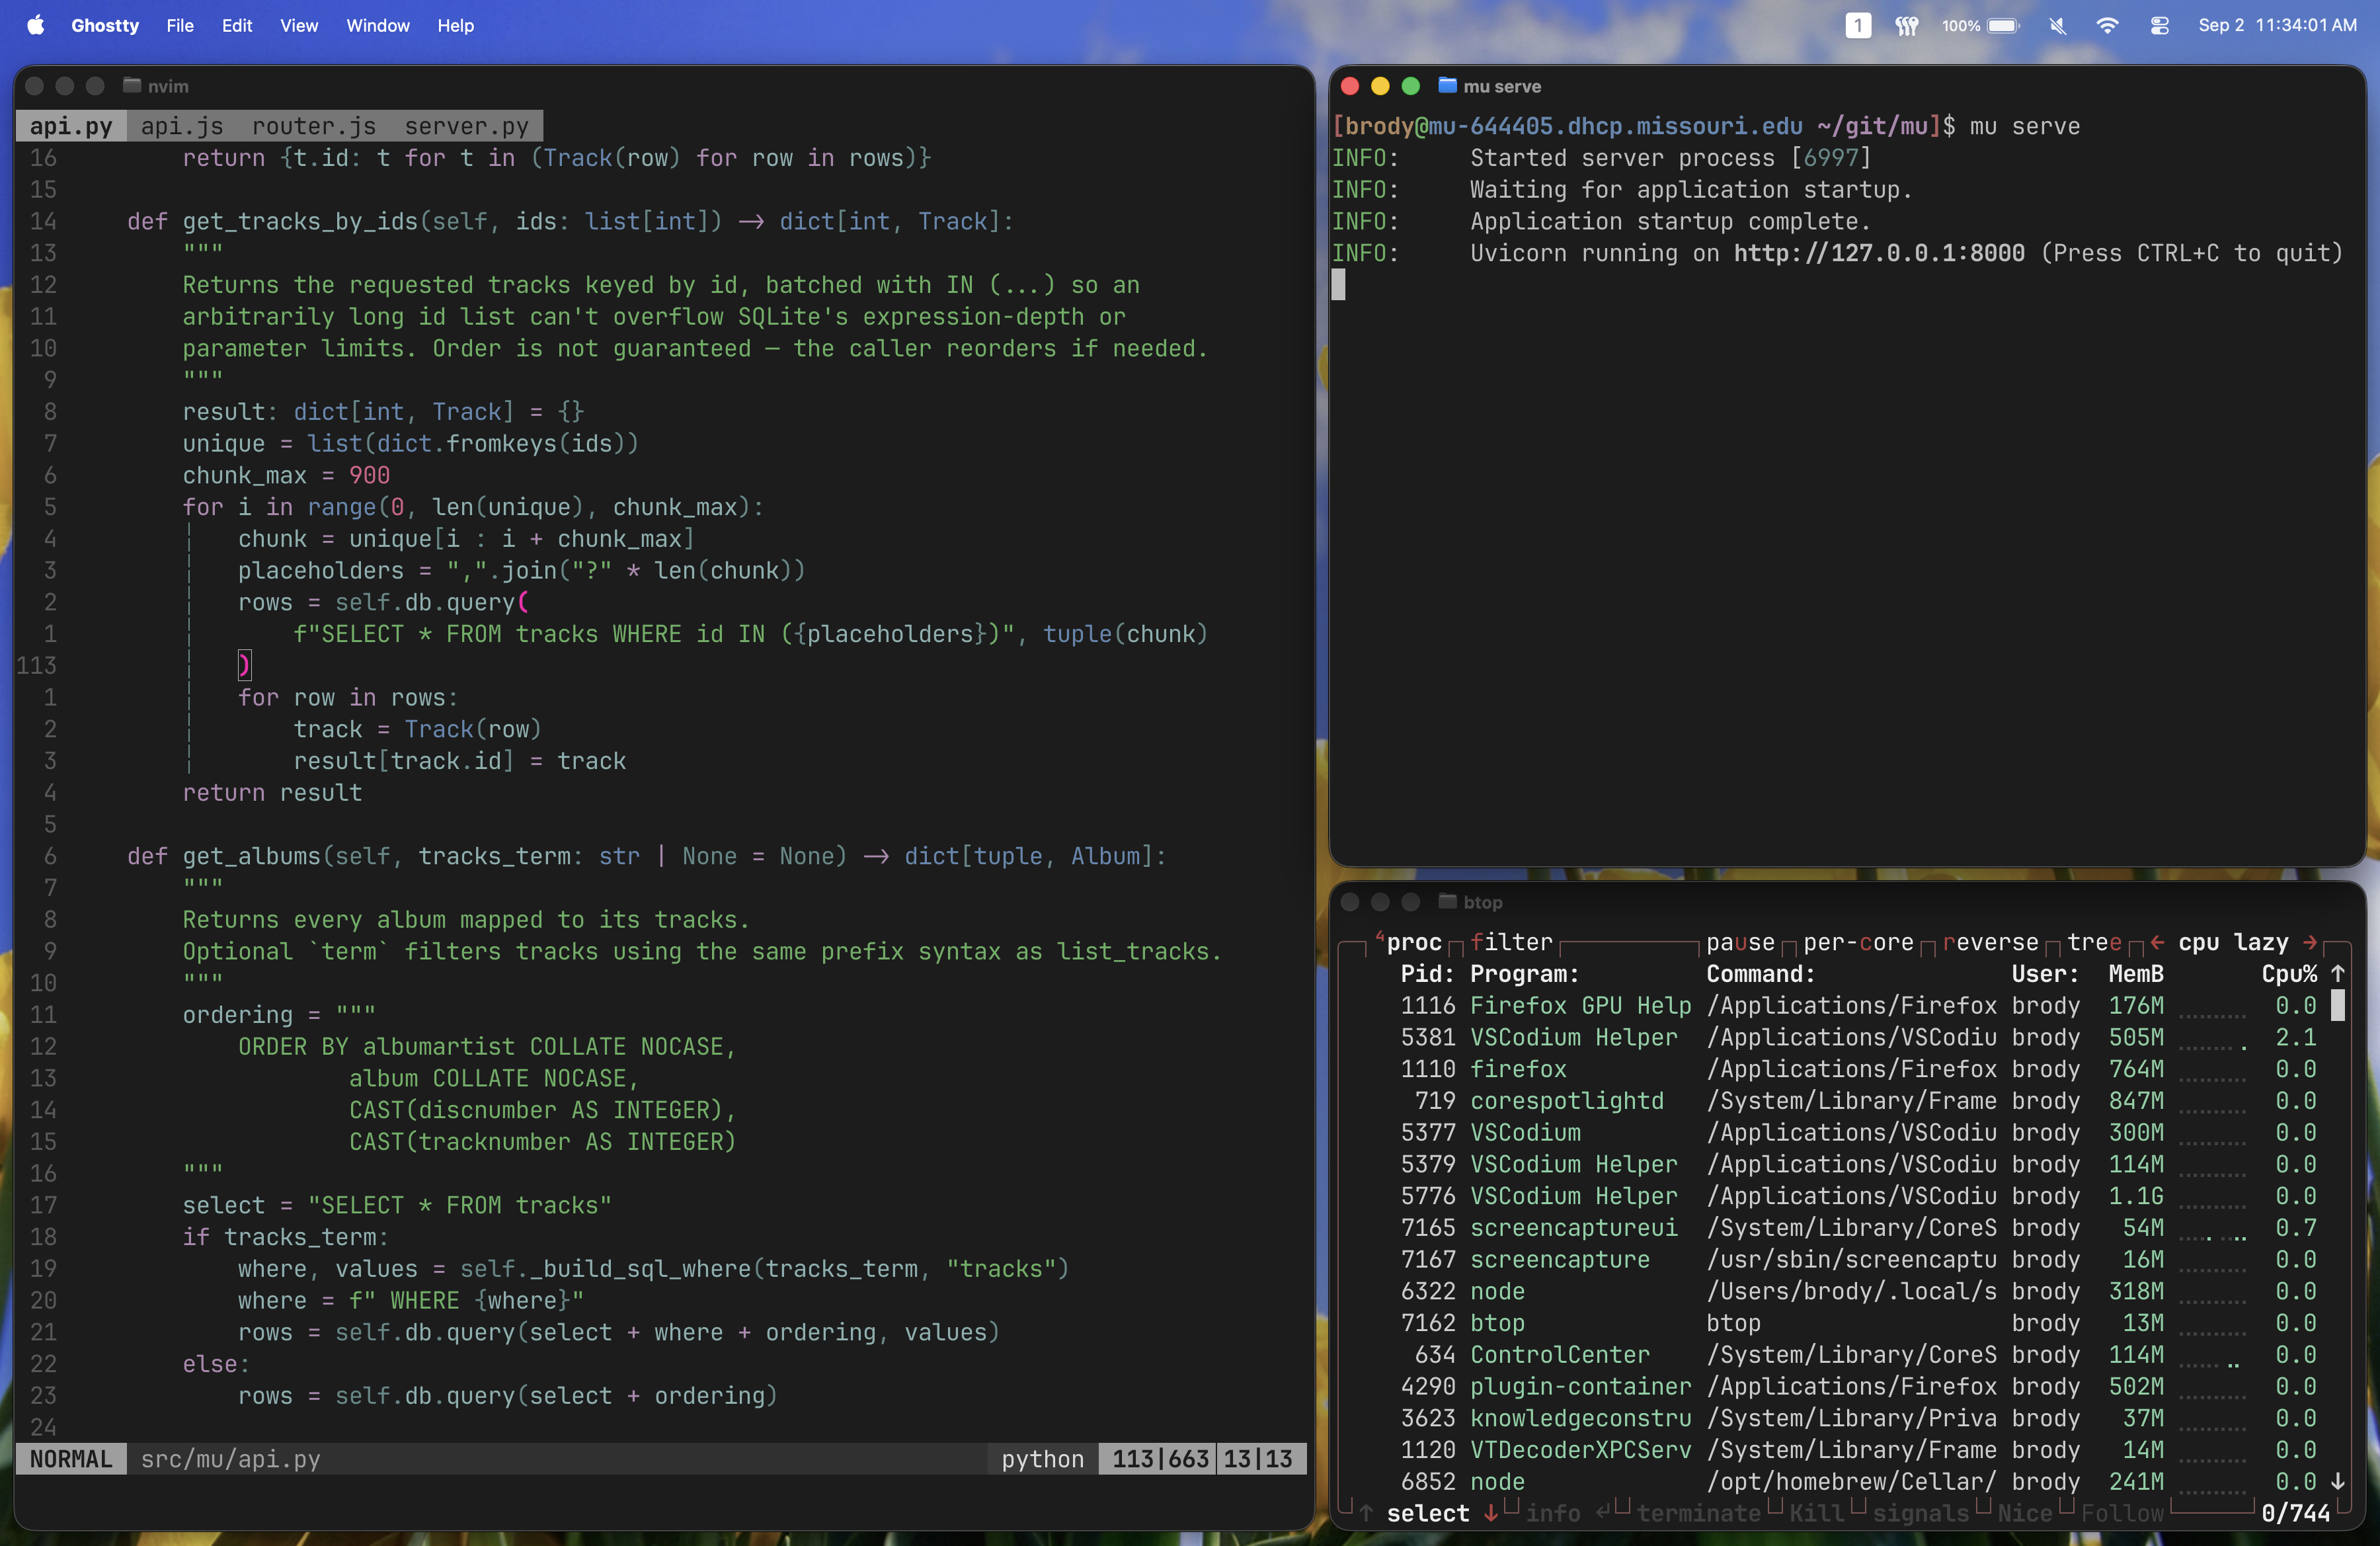 Ghostty File Edit View Window Help
1 100% Sep 2 11:34:01 AM
nvim
api.py api.js router.js server.py
16 return {t.id: t for t in (Track(row) for row in rows)}
15
14 def get_tracks_by_ids(self, ids: list[int]) -> dict[int, Track]:
13 """
12 Returns the requested tracks keyed by id, batched with IN (...) so an
11 arbitrarily long id list can't overflow SQLite's expression-depth or
10 parameter limits. Order is not guaranteed — the caller reorders if needed.
9 """
8 result: dict[int, Track] = {}
7 unique = list(dict.fromkeys(ids))
6 chunk_max = 900
5 for i in range(0, len(unique), chunk_max):
4 chunk = unique[i : i + chunk_max]
3 placeholders = ",".join("?" * len(chunk))
2 rows = self.db.query(
1 f"SELECT * FROM tracks WHERE id IN ({placeholders})", tuple(chunk)
113 )
1 for row in rows:
2 track = Track(row)
3 result[track.id] = track
4 return result
5
6 def get_albums(self, tracks_term: str | None = None) -> dict[tuple, Album]:
7 """
8 Returns every album mapped to its tracks.
9 Optional `term` filters tracks using the same prefix syntax as list_tracks.
10 """
11 ordering = """
12 ORDER BY albumartist COLLATE NOCASE,
13 album COLLATE NOCASE,
14 CAST(discnumber AS INTEGER),
15 CAST(tracknumber AS INTEGER)
16 """
17 select = "SELECT * FROM tracks"
18 if tracks_term:
19 where, values = self._build_sql_where(tracks_term, "tracks")
20 where = f" WHERE {where}"
21 rows = self.db.query(select + where + ordering, values)
22 else:
23 rows = self.db.query(select + ordering)
24
NORMAL src/mu/api.py python 113|663 13|13
mu serve
[brody@mu-644405.dhcp.missouri.edu ~/git/mu]$ mu serve
INFO: Started server process [6997]
INFO: Waiting for application startup.
INFO: Application startup complete.
INFO: Uvicorn running on http://127.0.0.1:8000 (Press CTRL+C to quit)
btop
4proc filter pause per-core reverse tree ← cpu lazy →
Pid: Program: Command: User: MemB Cpu% ↑
1116 Firefox GPU Help /Applications/Firefox brody 176M 0.0
5381 VSCodium Helper /Applications/VSCodiu brody 505M 2.1
1110 firefox /Applications/Firefox brody 764M 0.0
719 corespotlightd /System/Library/Frame brody 847M 0.0
5377 VSCodium /Applications/VSCodiu brody 300M 0.0
5379 VSCodium Helper /Applications/VSCodiu brody 114M 0.0
5776 VSCodium Helper /Applications/VSCodiu brody 1.1G 0.0
7165 screencaptureui /System/Library/CoreS brody 54M 0.7
7167 screencapture /usr/sbin/screencaptu brody 16M 0.0
6322 node /Users/brody/.local/s brody 318M 0.0
7162 btop btop brody 13M 0.0
634 ControlCenter /System/Library/CoreS brody 114M 0.0
4290 plugin-container /Applications/Firefox brody 502M 0.0
3623 knowledgeconstru /System/Library/Priva brody 37M 0.0
1120 VTDecoderXPCServ /System/Library/Frame brody 14M 0.0
6852 node /opt/homebrew/Cellar/ brody 241M 0.0 ↓
↑ select ↓ info ↵ terminate Kill signals Nice Follow 0/744